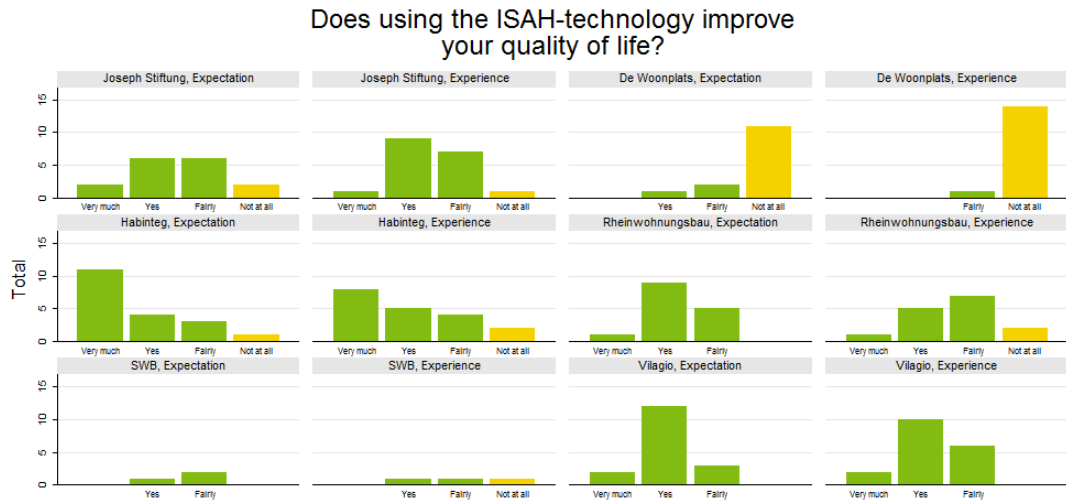 Does using the ISAH-technology improve
your quality of life?
Joseph Stiftung, Expectation
Joseph Stiftung, Experience
De Woonplats, Expectation
De Woonplats, Experience
15
10
5
0
Very much Yes Fairly Not at all
Very much Yes Fairly Not at all
Yes Fairly Not at all
Fairly Not at all
Habinteg, Expectation
Habinteg, Experience
Rheinwohnungsbau, Expectation
Rheinwohnungsbau, Experience
Total
15
10
5
0
Very much Yes Fairly Not at all
Very much Yes Fairly Not at all
Very much Yes Fairly
Very much Yes Fairly Not at all
SWB, Expectation
SWB, Experience
Vilagio, Expectation
Vilagio, Experience
15
10
5
0
Yes Fairly
Yes Fairly Not at all
Very much Yes Fairly
Very much Yes Fairly